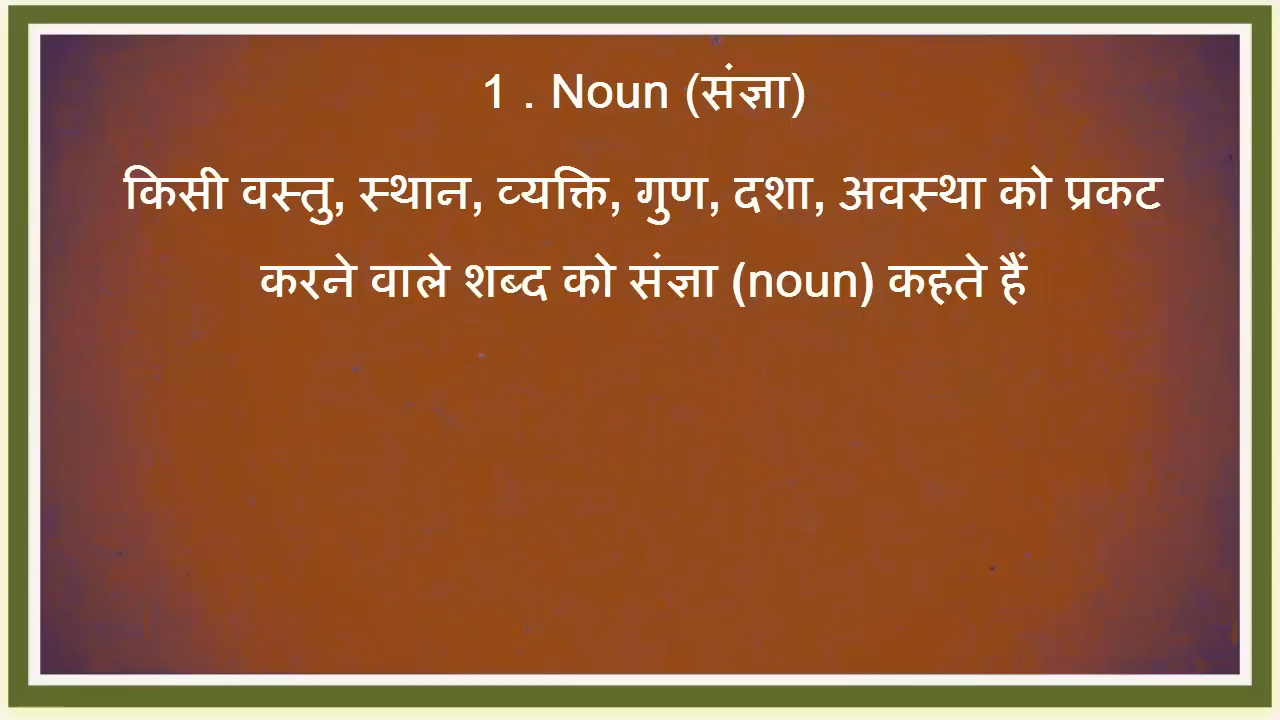 1 . Noun (संज्ञा)
किसी वस्तु, स्थान, व्यक्ति, गुण, दशा, अवस्था को प्रकट
करने वाले शब्द को संज्ञा (noun) कहते हैं